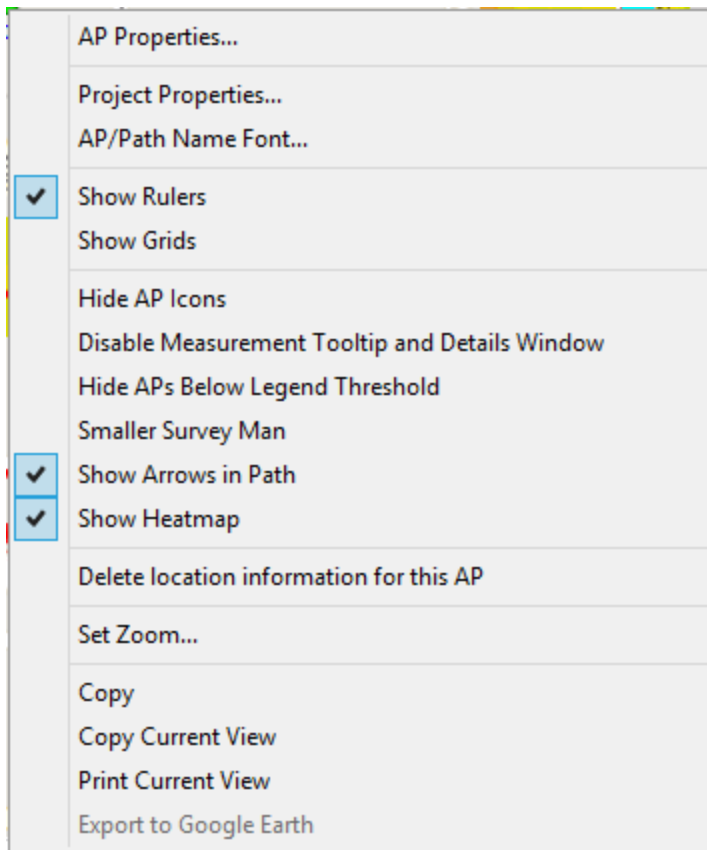 AP Properties...
Project Properties...
AP/Path Name Font...
Show Rulers
Show Grids
Hide AP Icons
Disable Measurement Tooltip and Details Window
Hide APs Below Legend Threshold
Smaller Survey Man
Show Arrows in Path
Show Heatmap
Delete location information for this AP
Set Zoom...
Copy
Copy Current View
Print Current View
Export to Google Earth